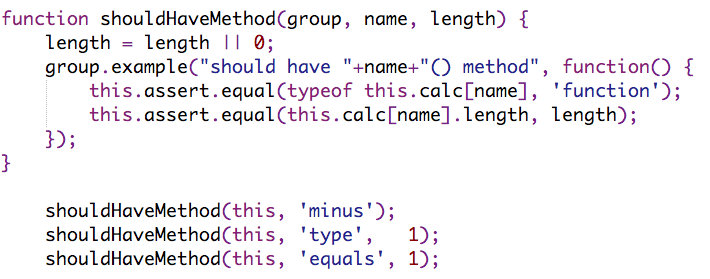 function shouldHaveMethod(group, name, length) {
    length = length || 0;
    group.example("should have "+name+"() method", function() {
        this.assert.equal(typeof this.calc[name], 'function');
        this.assert.equal(this.calc[name].length, length);
    });
}
    shouldHaveMethod(this, 'minus');
    shouldHaveMethod(this, 'type',   1);
    shouldHaveMethod(this, 'equals', 1);